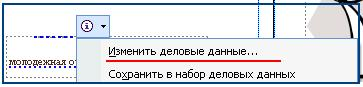 Изменить деловые данные...
молодежная о
Сохранить в набор деловых данных